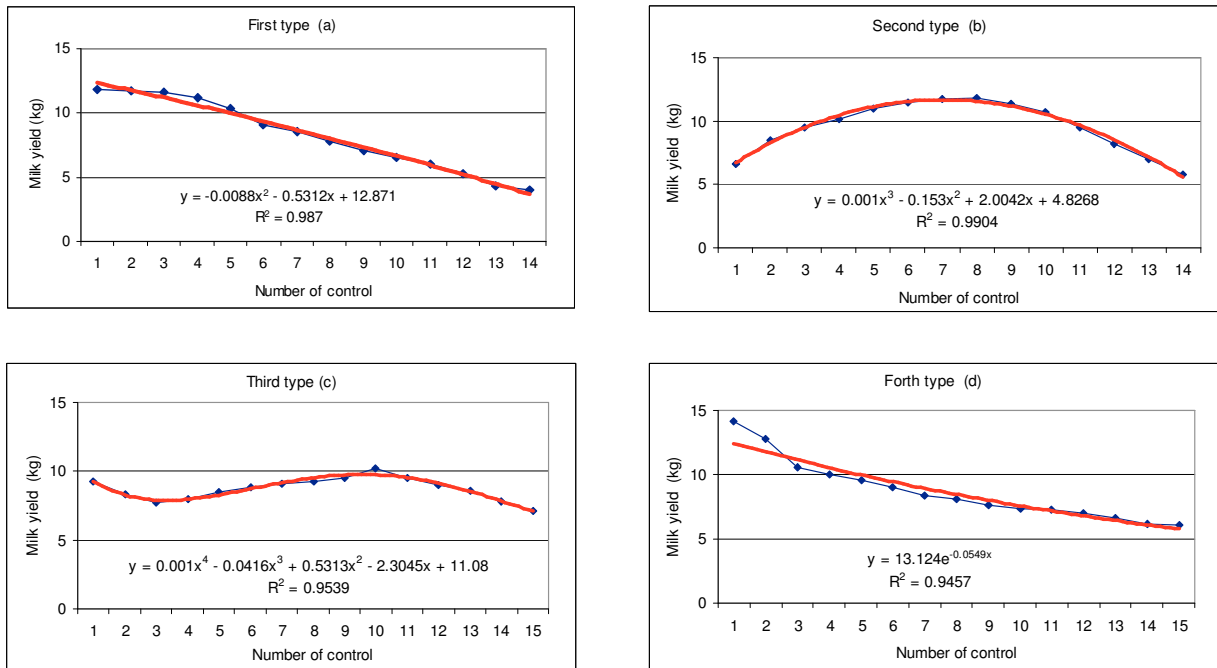 First type (a)
15
10
5
0
Milk yield (kg)
y = -0.0088x² - 0.5312x + 12.871
R² = 0.987
1 2 3 4 5 6 7 8 9 10 11 12 13 14
Number of control
Second type (b)
15
10
5
0
Milk yield (kg)
y = 0.001x³ - 0.153x² + 2.0042x + 4.8268
R² = 0.9904
1 2 3 4 5 6 7 8 9 10 11 12 13 14
Number of control
Third type (c)
15
10
5
0
Milk yield (kg)
y = 0.001x⁴ - 0.0416x³ + 0.5313x² - 2.3045x + 11.08
R² = 0.9539
1 2 3 4 5 6 7 8 9 10 11 12 13 14 15
Number of control
Forth type (d)
15
10
5
0
Milk yield (kg)
y = 13.124e⁻⁰·⁰⁵⁴⁹ˣ
R² = 0.9457
1 2 3 4 5 6 7 8 9 10 11 12 13 14 15
Number of control